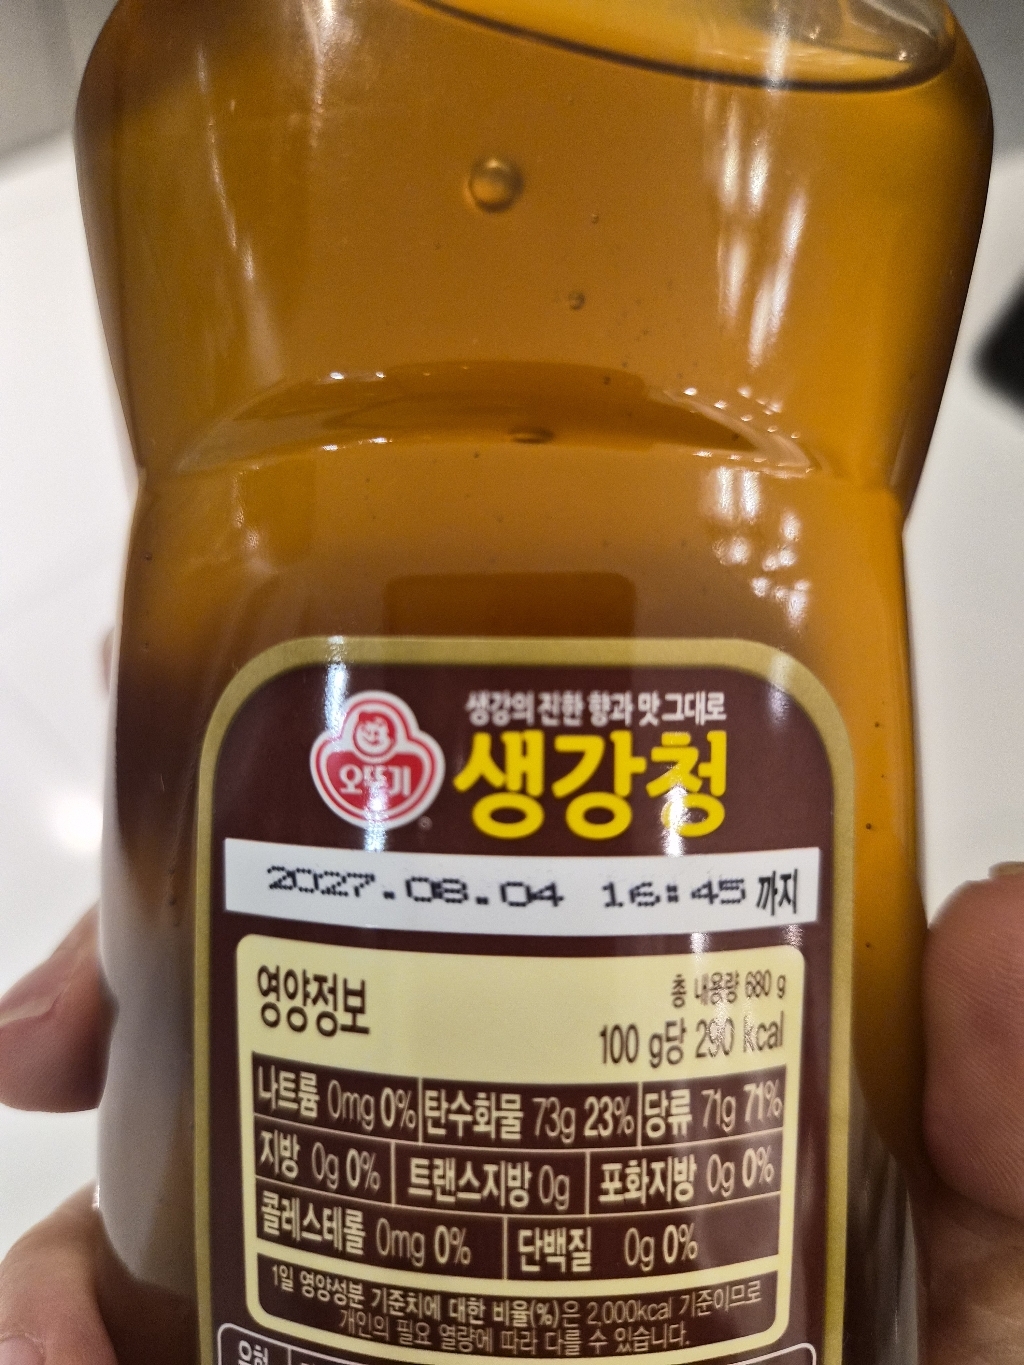 생강의 진한 향과 맛 그대로
오뚜기
생강청
2027.08.04 16:45 까지
영양정보
총 내용량 680 g
100 g당 290 kcal
나트륨 0mg 0% 탄수화물 73g 23% 당류 71g 71%
지방 0g 0% 트랜스지방 0g 포화지방 0g 0%
콜레스테롤 0mg 0% 단백질 0g 0%
1일 영양성분 기준치에 대한 비율(%)은 2,000kcal 기준이므로
개인의 필요 열량에 따라 다를 수 있습니다.